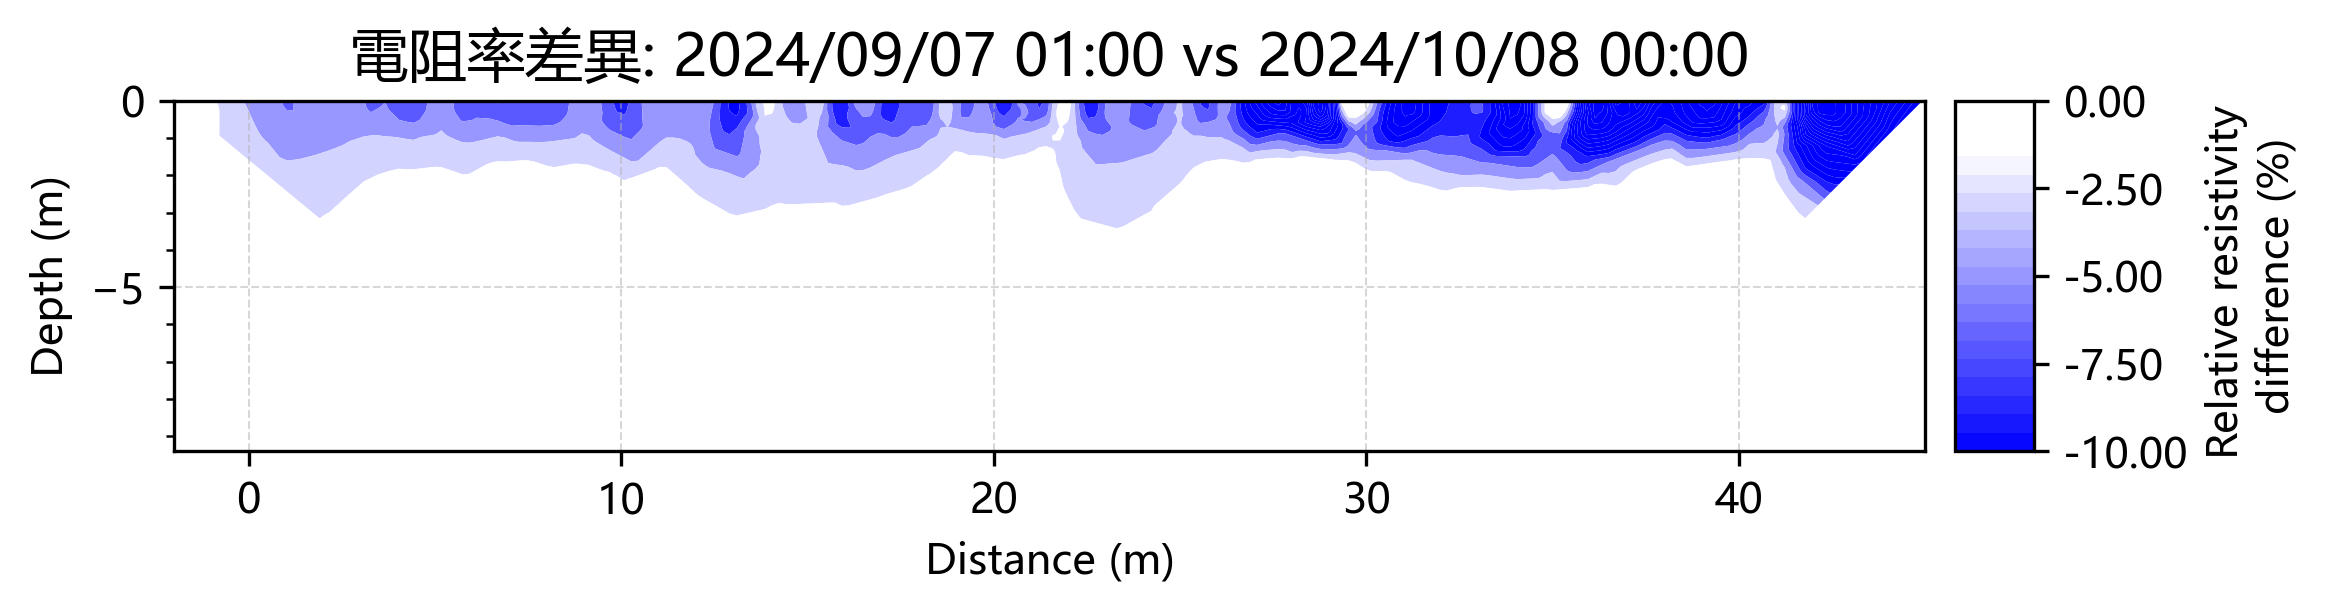 電阻率差異: 2024/09/07 01:00 vs 2024/10/08 00:00
0
−5
Depth (m)
0 10 20 30 40
Distance (m)
0.00
-2.50
-5.00
-7.50
-10.00
Relative resistivity
difference (%)